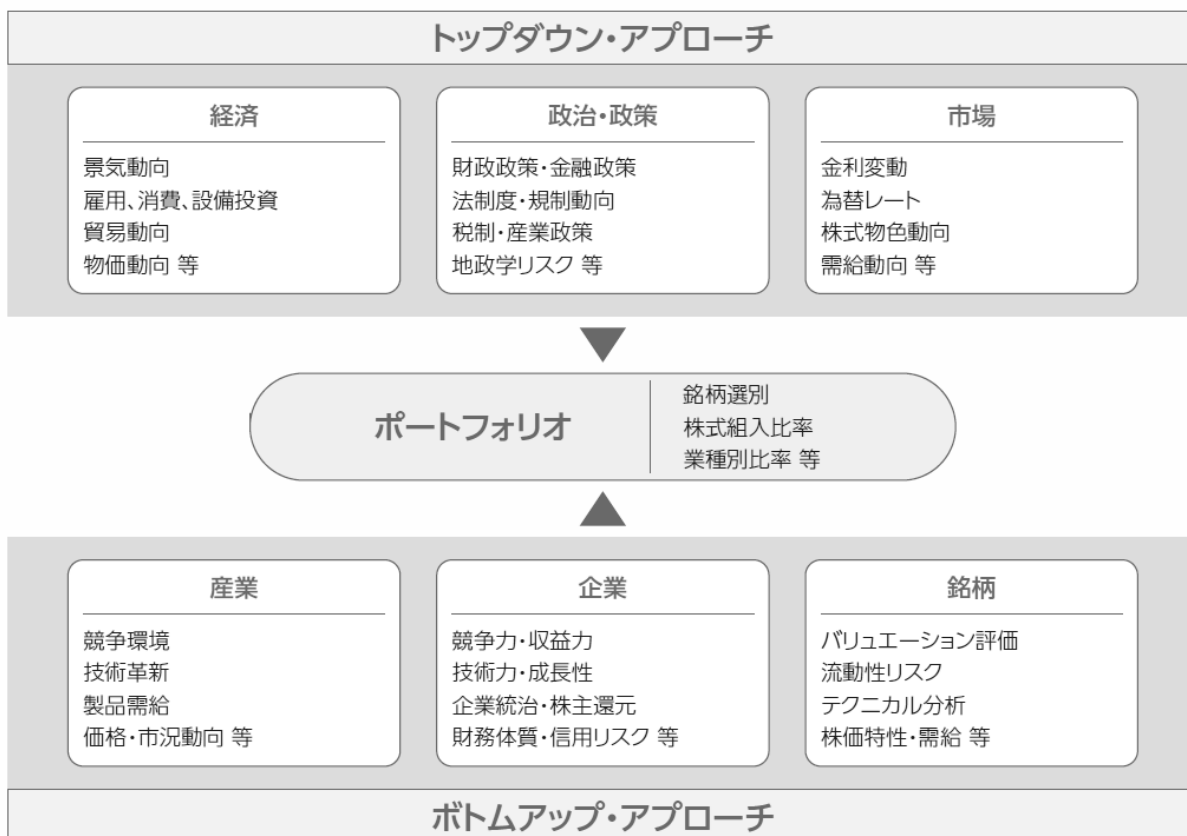 トップダウン・アプローチ
経済
景気動向
雇用、消費、設備投資
貿易動向
物価動向 等
政治・政策
財政政策・金融政策
法制度・規制動向
税制・産業政策
地政学リスク 等
市場
金利変動
為替レート
株式物色動向
需給動向 等
ポートフォリオ
銘柄選別
株式組入比率
業種別比率 等
産業
競争環境
技術革新
製品需給
価格・市況動向 等
企業
競争力・収益力
技術力・成長性
企業統治・株主還元
財務体質・信用リスク 等
銘柄
バリュエーション評価
流動性リスク
テクニカル分析
株価特性・需給 等
ボトムアップ・アプローチ